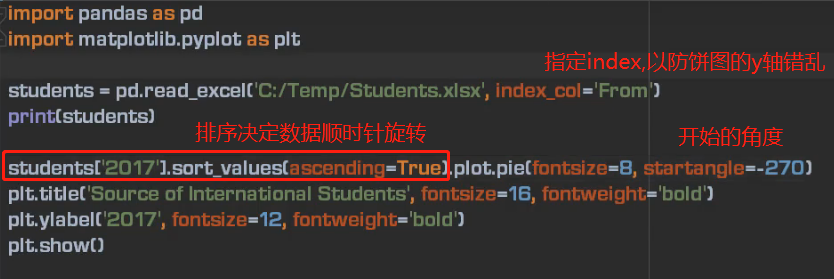 import pandas as pd
import matplotlib.pyplot as plt
指定index,以防饼图的y轴错乱
students = pd.read_excel('C:/Temp/Students.xlsx', index_col='From')
print(students)
排序决定数据顺时针旋转
开始的角度
students['2017'].sort_values(ascending=True).plot.pie(fontsize=8, startangle=-270)
plt.title('Source of International Students', fontsize=16, fontweight='bold')
plt.ylabel('2017', fontsize=12, fontweight='bold')
plt.show()